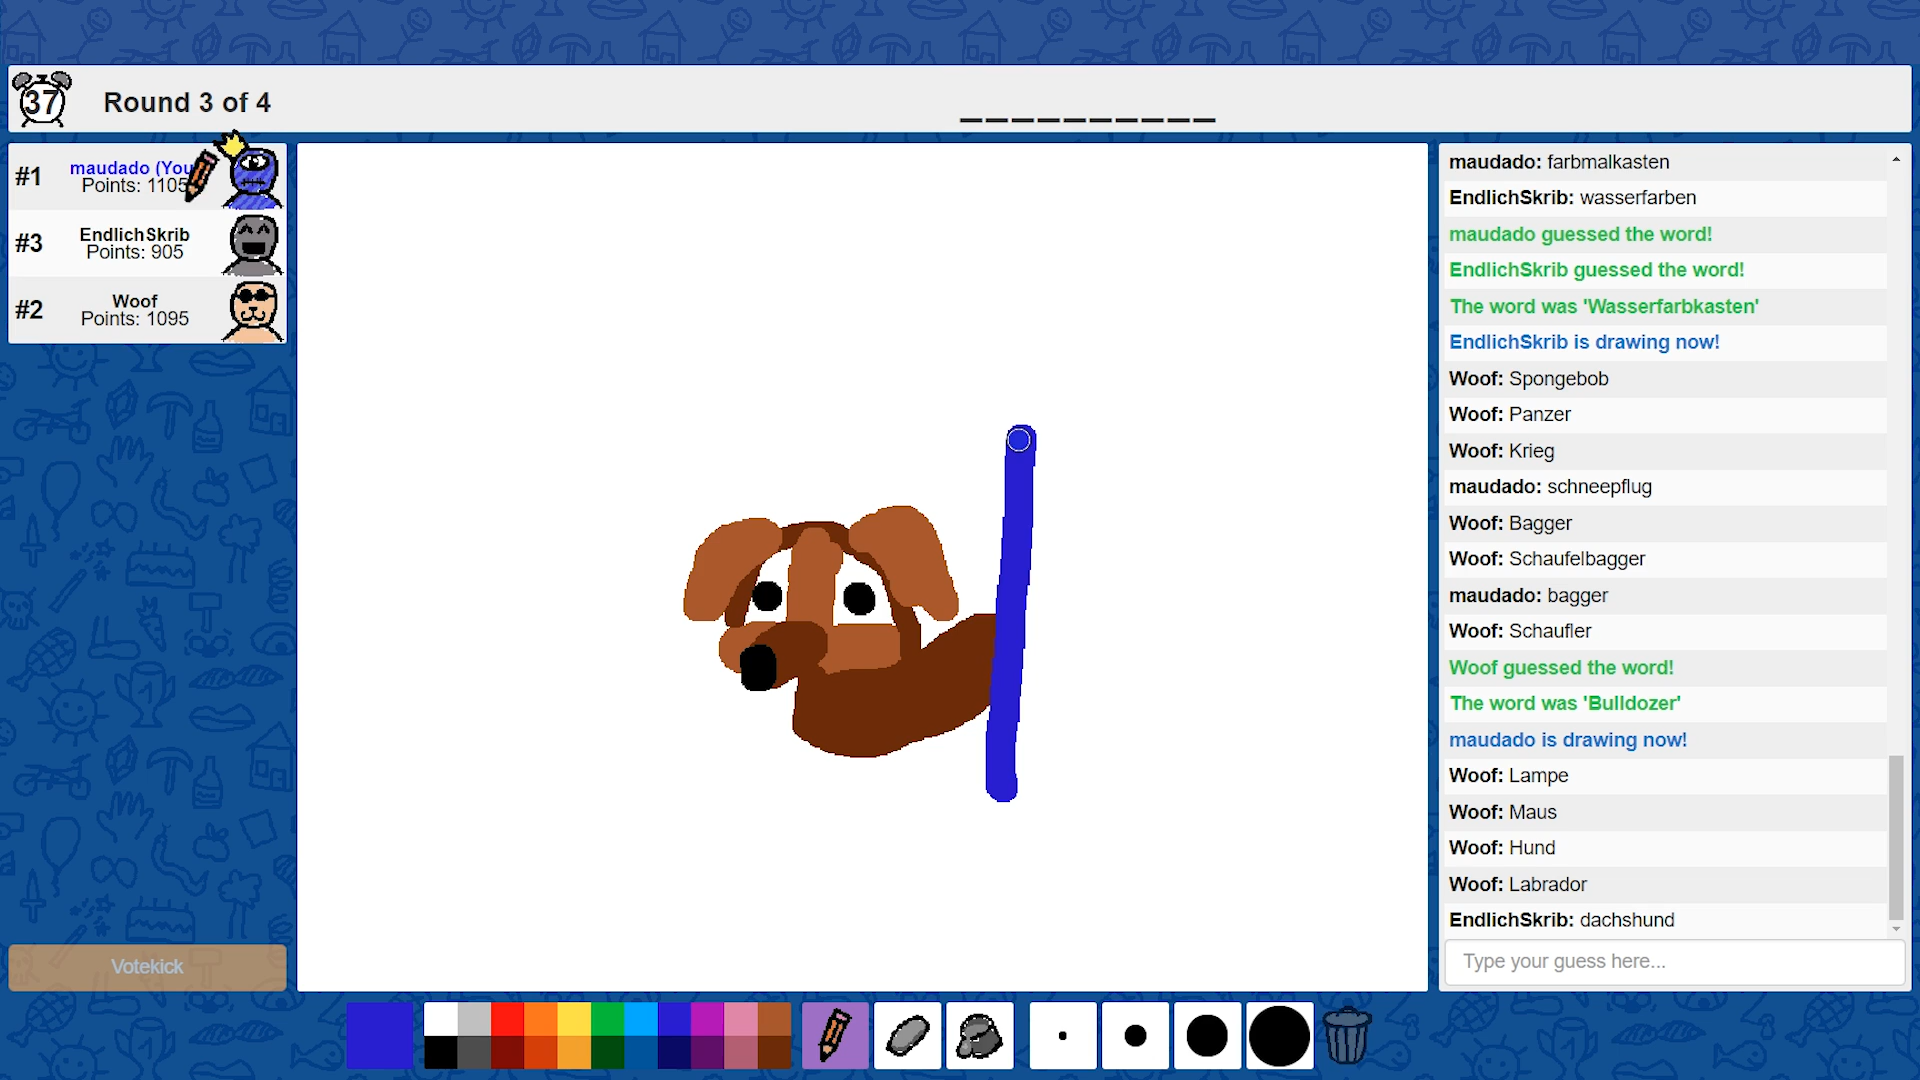 37
Round 3 of 4
__________
#1
maudado (You
Points: 1105
#3
EndlichSkrib
Points: 905
#2
Woof
Points: 1095
Votekick
maudado: farbmalkasten
EndlichSkrib: wasserfarben
maudado guessed the word!
EndlichSkrib guessed the word!
The word was 'Wasserfarbkasten'
EndlichSkrib is drawing now!
Woof: Spongebob
Woof: Panzer
Woof: Krieg
maudado: schneepflug
Woof: Bagger
Woof: Schaufelbagger
maudado: bagger
Woof: Schaufler
Woof guessed the word!
The word was 'Bulldozer'
maudado is drawing now!
Woof: Lampe
Woof: Maus
Woof: Hund
Woof: Labrador
EndlichSkrib: dachshund
Type your guess here...